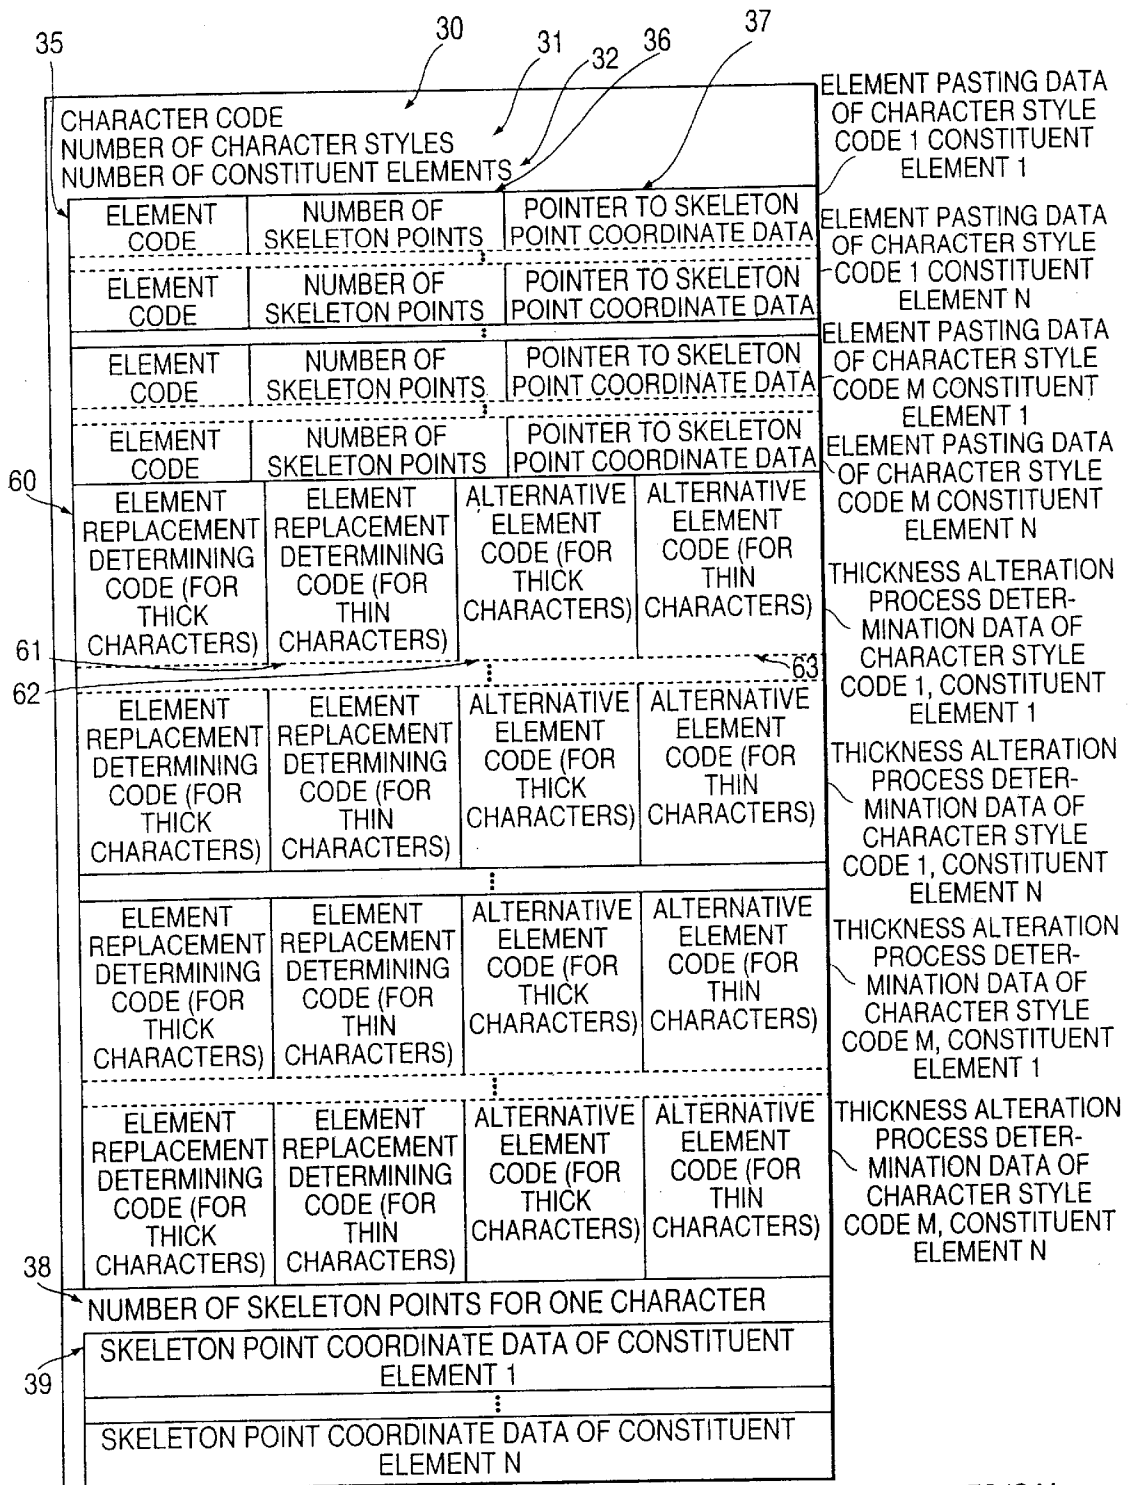 35
30
31
32
36
37
CHARACTER CODE
NUMBER OF CHARACTER STYLES
NUMBER OF CONSTITUENT ELEMENTS
ELEMENT PASTING DATA
OF CHARACTER STYLE
CODE 1 CONSTITUENT
ELEMENT 1
ELEMENT
CODE
NUMBER OF
SKELETON POINTS
POINTER TO SKELETON
POINT COORDINATE DATA
ELEMENT PASTING DATA
OF CHARACTER STYLE
CODE 1 CONSTITUENT
ELEMENT N
ELEMENT
CODE
NUMBER OF
SKELETON POINTS
POINTER TO SKELETON
POINT COORDINATE DATA
ELEMENT PASTING DATA
OF CHARACTER STYLE
CODE M CONSTITUENT
ELEMENT 1
ELEMENT
CODE
NUMBER OF
SKELETON POINTS
POINTER TO SKELETON
POINT COORDINATE DATA
ELEMENT PASTING DATA
OF CHARACTER STYLE
CODE M CONSTITUENT
ELEMENT N
ELEMENT
CODE
NUMBER OF
SKELETON POINTS
POINTER TO SKELETON
POINT COORDINATE DATA
60
ELEMENT
REPLACEMENT
DETERMINING
CODE (FOR
THICK
CHARACTERS)
ELEMENT
REPLACEMENT
DETERMINING
CODE (FOR
THIN
CHARACTERS)
ALTERNATIVE
ELEMENT
CODE (FOR
THICK
CHARACTERS)
ALTERNATIVE
ELEMENT
CODE (FOR
THIN
CHARACTERS)
THICKNESS ALTERATION
PROCESS DETER-
MINATION DATA OF
CHARACTER STYLE
CODE 1, CONSTITUENT
ELEMENT 1
61
62
63
ELEMENT
REPLACEMENT
DETERMINING
CODE (FOR
THICK
CHARACTERS)
ELEMENT
REPLACEMENT
DETERMINING
CODE (FOR
THIN
CHARACTERS)
ALTERNATIVE
ELEMENT
CODE (FOR
THICK
CHARACTERS)
ALTERNATIVE
ELEMENT
CODE (FOR
THIN
CHARACTERS)
THICKNESS ALTERATION
PROCESS DETER-
MINATION DATA OF
CHARACTER STYLE
CODE 1, CONSTITUENT
ELEMENT N
ELEMENT
REPLACEMENT
DETERMINING
CODE (FOR
THICK
CHARACTERS)
ELEMENT
REPLACEMENT
DETERMINING
CODE (FOR
THIN
CHARACTERS)
ALTERNATIVE
ELEMENT
CODE (FOR
THICK
CHARACTERS)
ALTERNATIVE
ELEMENT
CODE (FOR
THIN
CHARACTERS)
THICKNESS ALTERATION
PROCESS DETER-
MINATION DATA OF
CHARACTER STYLE
CODE M, CONSTITUENT
ELEMENT 1
ELEMENT
REPLACEMENT
DETERMINING
CODE (FOR
THICK
CHARACTERS)
ELEMENT
REPLACEMENT
DETERMINING
CODE (FOR
THIN
CHARACTERS)
ALTERNATIVE
ELEMENT
CODE (FOR
THICK
CHARACTERS)
ALTERNATIVE
ELEMENT
CODE (FOR
THIN
CHARACTERS)
THICKNESS ALTERATION
PROCESS DETER-
MINATION DATA OF
CHARACTER STYLE
CODE M, CONSTITUENT
ELEMENT N
38
NUMBER OF SKELETON POINTS FOR ONE CHARACTER
39
SKELETON POINT COORDINATE DATA OF CONSTITUENT
ELEMENT 1
SKELETON POINT COORDINATE DATA OF CONSTITUENT
ELEMENT N